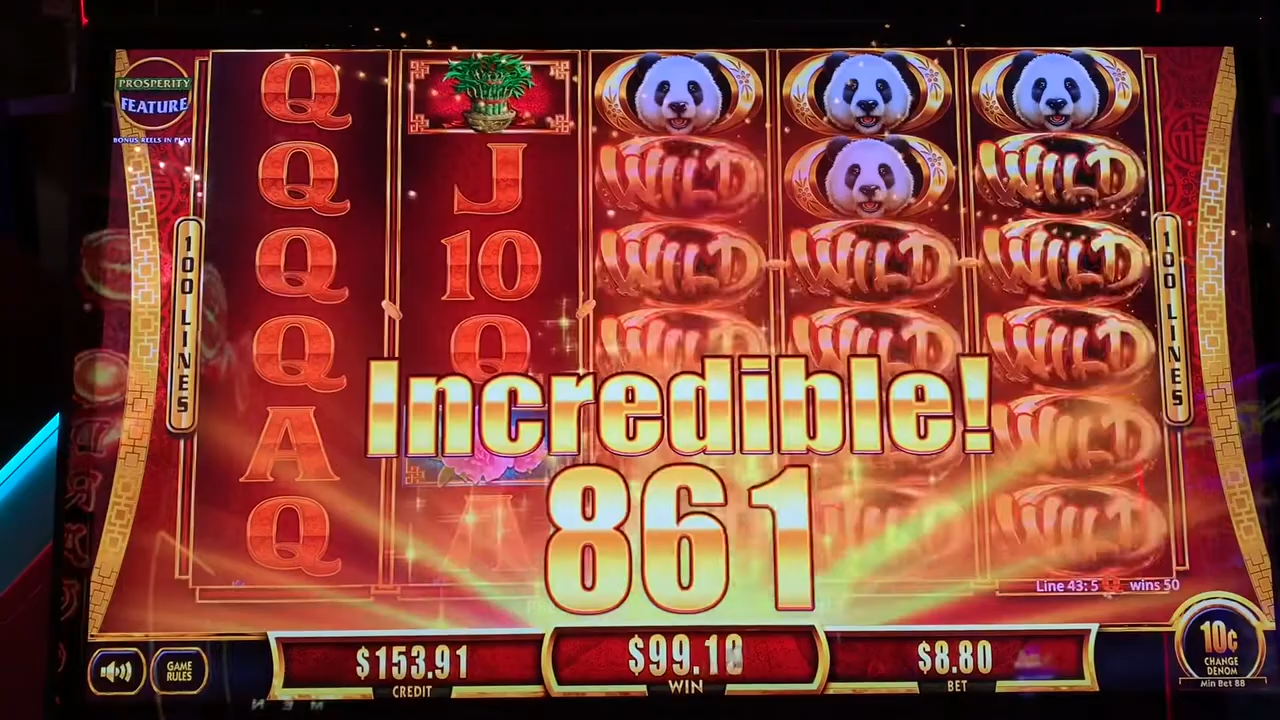 PROSPERITY
FEATURE
BONUS REELS IN PLAY
Q
Q J WILD WILD
Q 10 WILD WILD WILD
Q Q WILD WILD WILD
A WILD
Q A WILD WILD
100 LINES
100 LINES
Incredible!
861
Line 43: 5 wins 50
GAME
RULES
$153.91
CREDIT
$99.10
WIN
$8.80
BET
10¢
CHANGE
DENOM
Min Bet 88